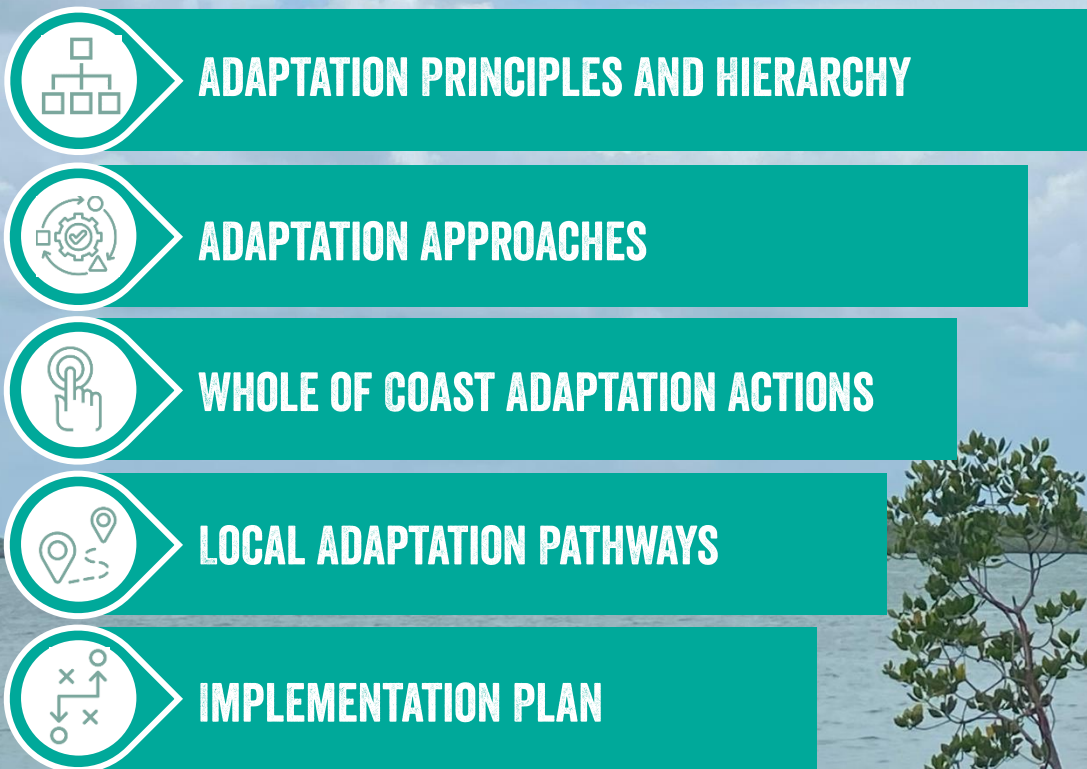 ADAPTATION PRINCIPLES AND HIERARCHY
ADAPTATION APPROACHES
WHOLE OF COAST ADAPTATION ACTIONS
LOCAL ADAPTATION PATHWAYS
IMPLEMENTATION PLAN